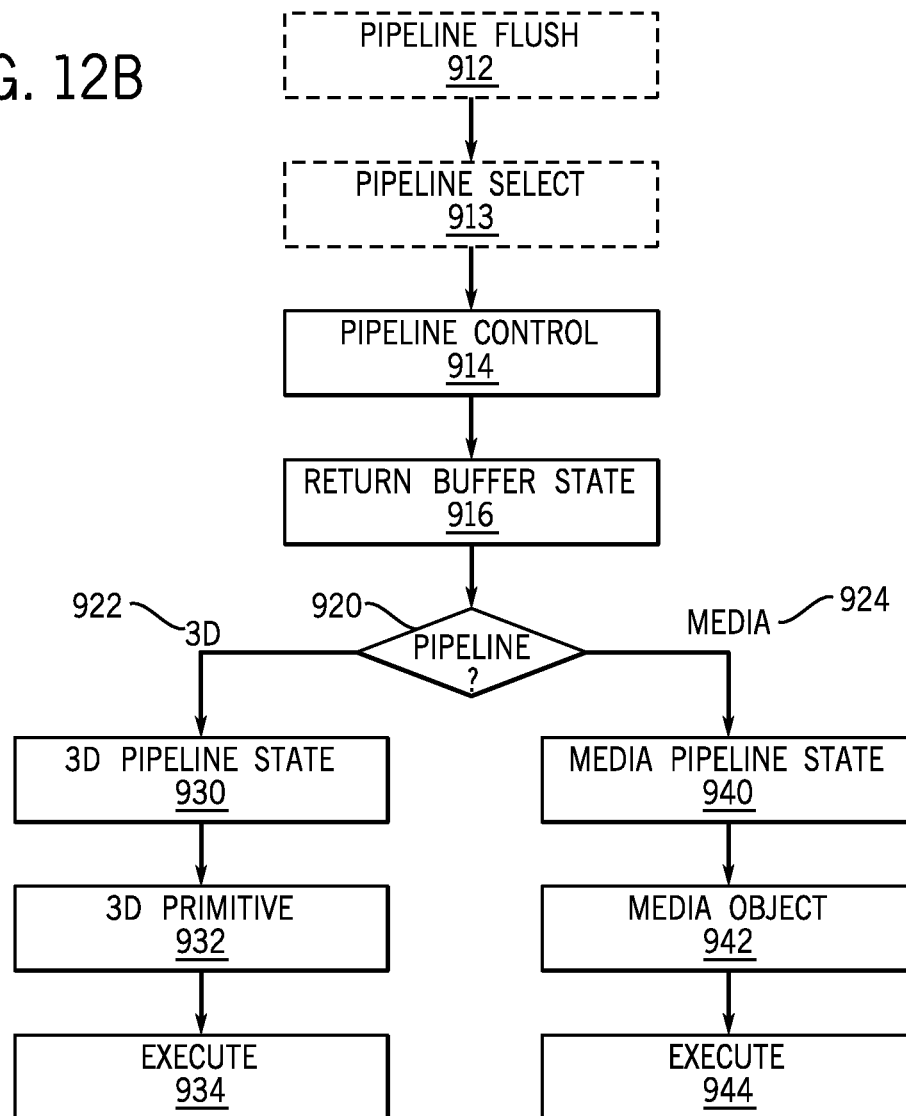 G. 12B
PIPELINE FLUSH
912
PIPELINE SELECT
913
PIPELINE CONTROL
914
RETURN BUFFER STATE
916
922
3D
920
PIPELINE
?
MEDIA
924
3D PIPELINE STATE
930
MEDIA PIPELINE STATE
940
3D PRIMITIVE
932
MEDIA OBJECT
942
EXECUTE
934
EXECUTE
944